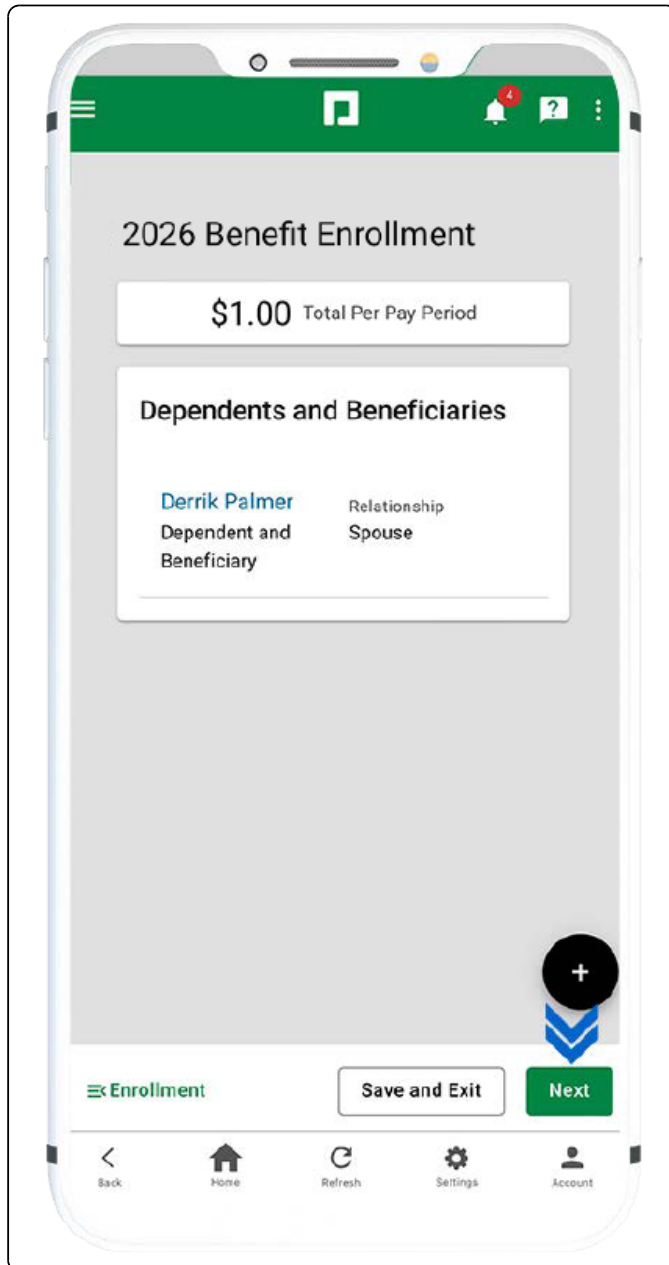 4
?
2026 Benefit Enrollment
$1.00 Total Per Pay Period
Dependents and Beneficiaries
Derrik Palmer
Dependent and
Beneficiary
Relationship
Spouse
+
Enrollment
Save and Exit
Next
Back
Home
Refresh
Settings
Account